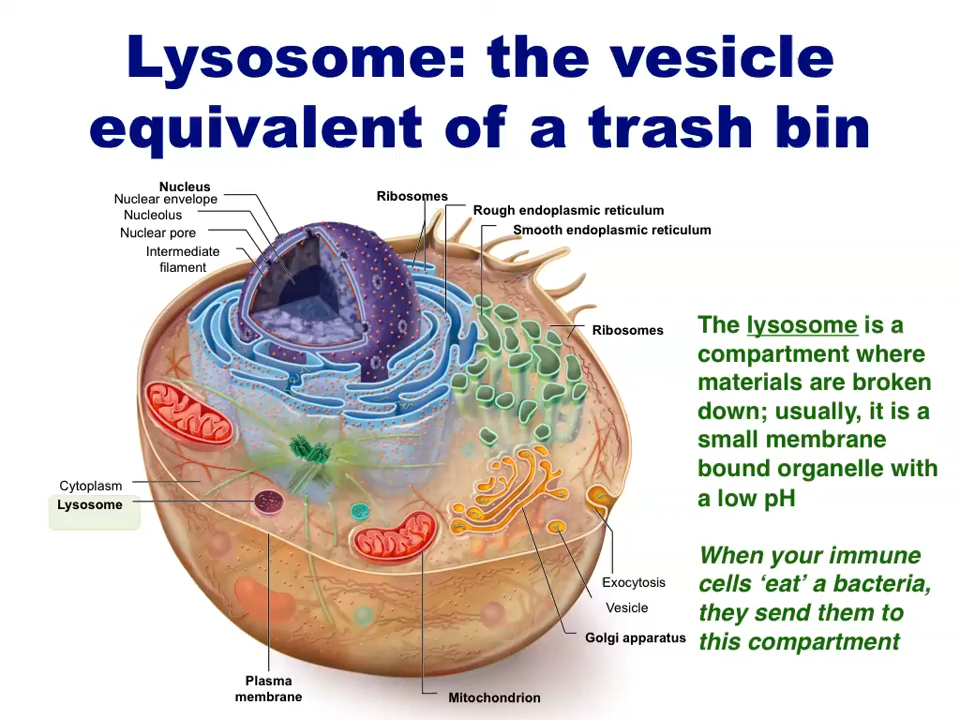 Lysosome: the vesicle
equivalent of a trash bin
Nucleus
Nuclear envelope
Nucleolus
Nuclear pore
Intermediate
filament
Ribosomes
Rough endoplasmic reticulum
Smooth endoplasmic reticulum
Ribosomes
Cytoplasm
Lysosome
Exocytosis
Vesicle
Golgi apparatus
Plasma
membrane
Mitochondrion
The lysosome is a
compartment where
materials are broken
down; usually, it is a
small membrane
bound organelle with
a low pH
When your immune
cells ‘eat’ a bacteria,
they send them to
this compartment